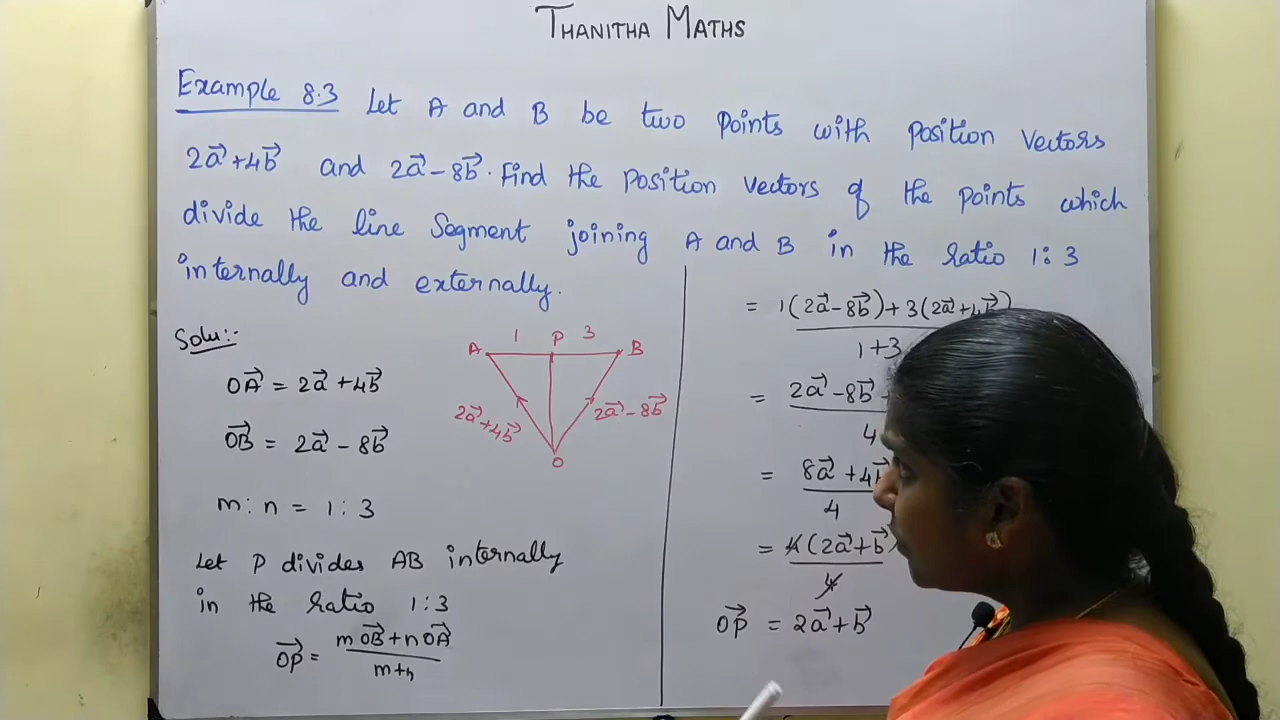 THANITHA MATHS
Example 8.3 Let A and B be two points with position vectors
2a⃗+4b⃗ and 2a⃗-8b⃗. Find the position vectors of the points which
divide the line segment joining A and B in the ratio 1:3
internally and externally.
Solu:-
OA⃗ = 2a⃗+4b⃗
OB⃗ = 2a⃗-8b⃗
m:n = 1:3
Let P divides AB internally
in the ratio 1:3
OP⃗ = mOB⃗+nOA⃗
m+n
A 1 P 3 B
2a⃗+4b⃗ 2a⃗-8b⃗
O
= 1(2a⃗-8b⃗)+3(2a⃗+4b⃗)
1+3
= 2a⃗-8b⃗
4
= 8a⃗+4b⃗
4
= 4(2a⃗+b⃗)
4
OP⃗ = 2a⃗+b⃗